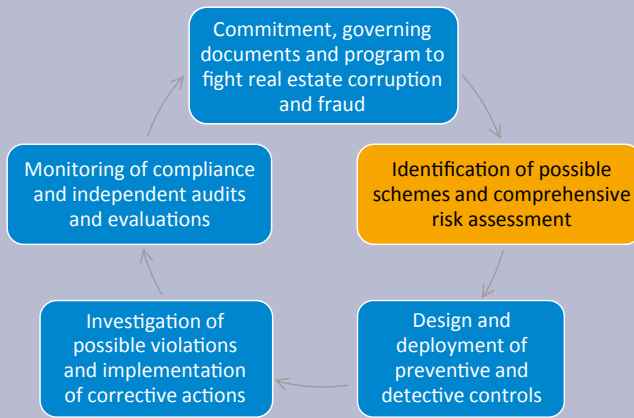 Commitment, governing
documents and program to
fight real estate corruption
and fraud
Identification of possible
schemes and comprehensive
risk assessment
Design and
deployment of
preventive and
detective controls
Investigation of
possible violations
and implementation
of corrective actions
Monitoring of compliance
and independent audits
and evaluations